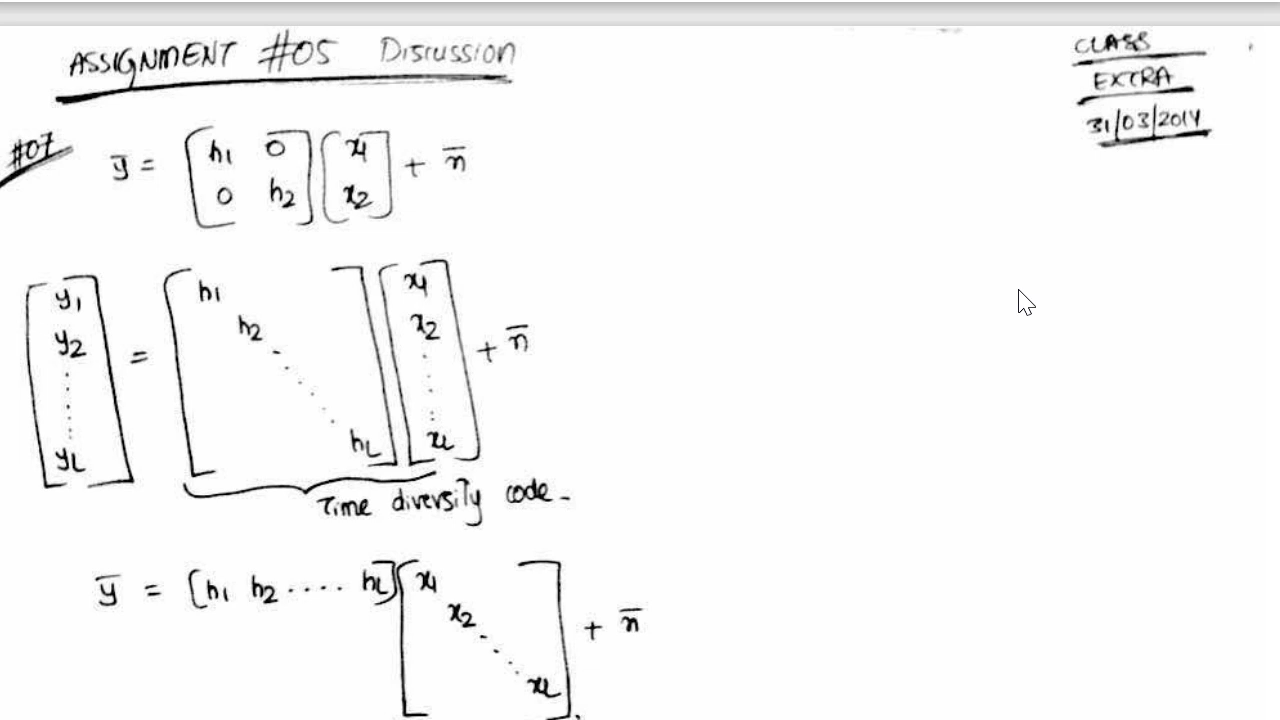 ASSIGNMENT #05 Discussion
CLASS
EXTRA
31/03/2014
#07
ȳ = [h1 0 0 h2] [x1 x2] + n̄
[y1 y2 ⋮ yL] = [h1 h2 ⋱ hL] [x1 x2 ⋮ xL] + n̄
Time diversity code.
ȳ = [h1 h2 .... hL] [x1 x2 ⋱ xL] + n̄